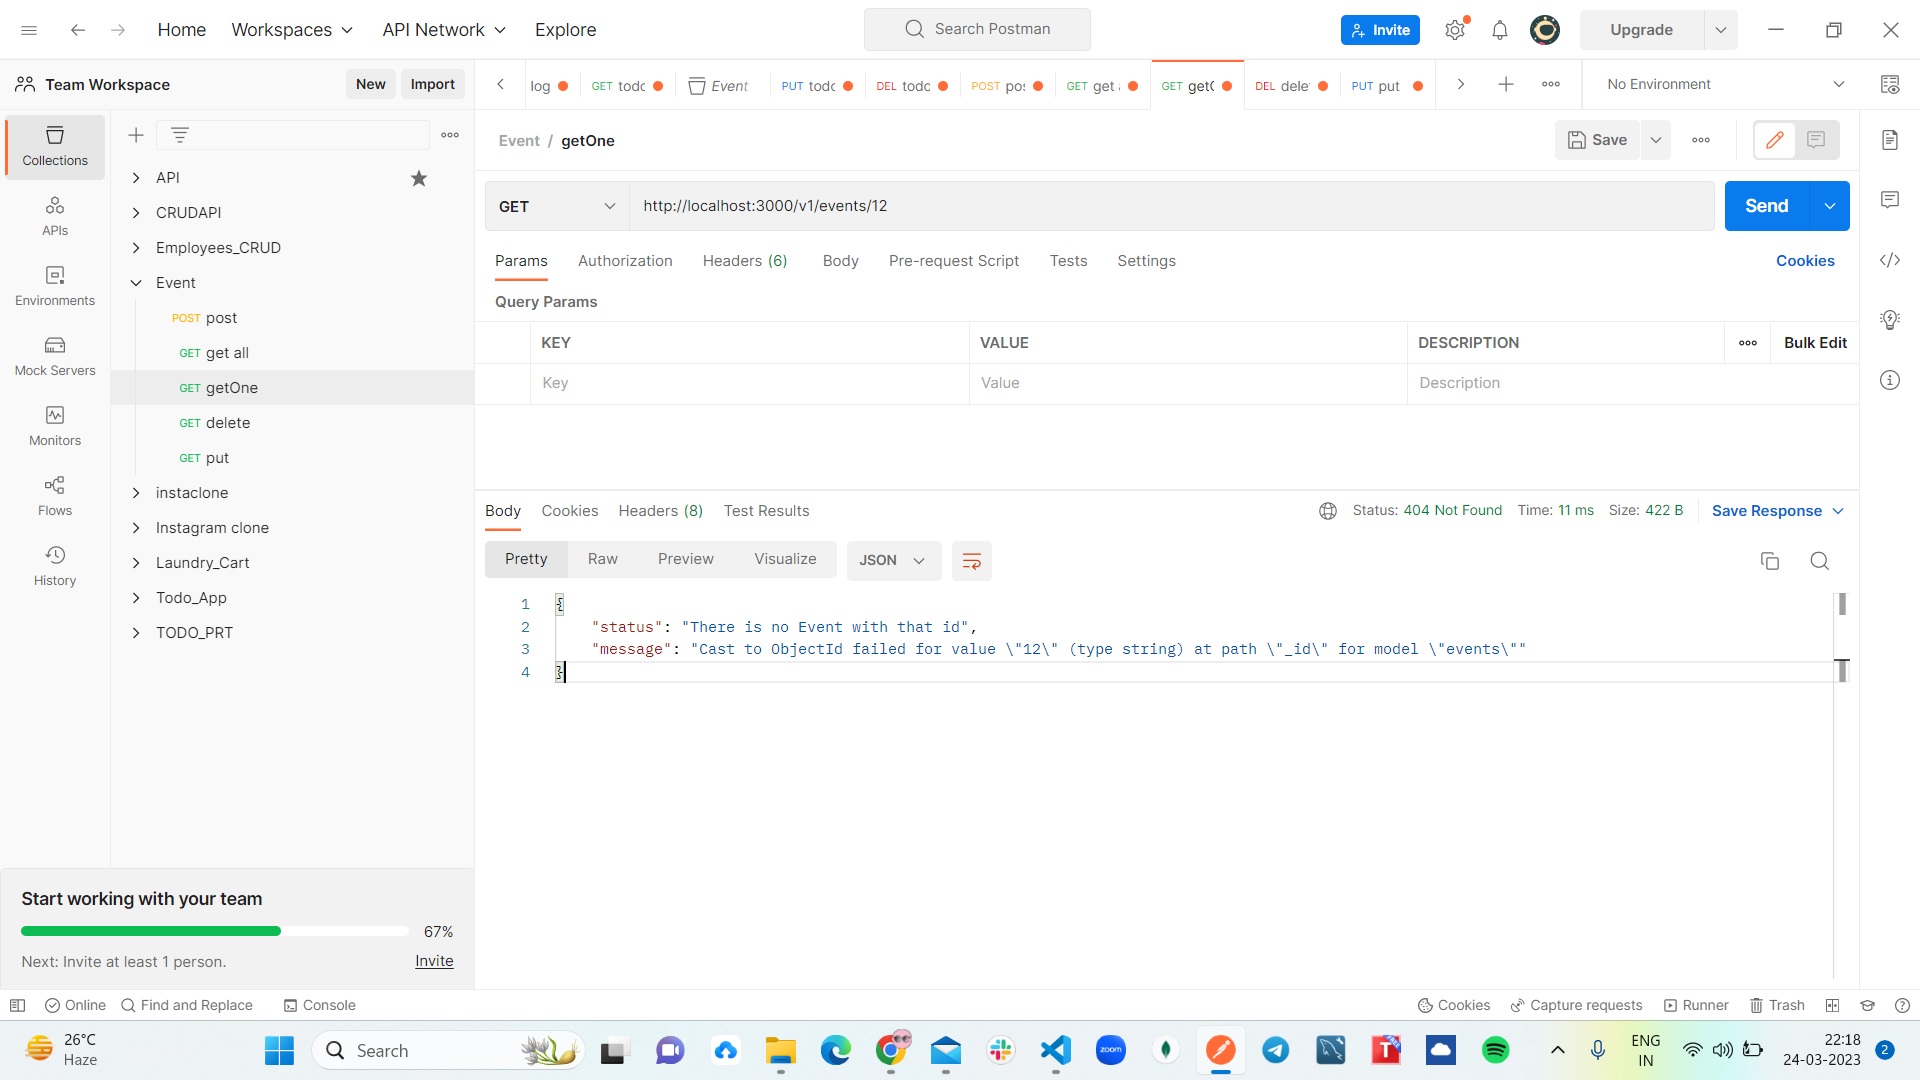 Home
Workspaces
API Network
Explore
Search Postman
Invite
Upgrade
Team Workspace
New
Import
log
GET todo
Event
PUT todo
DEL todo
POST pos
GET get
GET getO
DEL dele
PUT put
No Environment
Collections
APIs
Environments
Mock Servers
Monitors
Flows
History
API
CRUDAPI
Employees_CRUD
Event
POST post
GET get all
GET getOne
GET delete
GET put
instaclone
Instagram clone
Laundry_Cart
Todo_App
TODO_PRT
Event / getOne
Save
GET
http://localhost:3000/v1/events/12
Send
Params
Authorization
Headers (6)
Body
Pre-request Script
Tests
Settings
Cookies
Query Params
KEY
VALUE
DESCRIPTION
Bulk Edit
Key
Value
Description
Body
Cookies
Headers (8)
Test Results
Status: 404 Not Found
Time: 11 ms
Size: 422 B
Save Response
Pretty
Raw
Preview
Visualize
JSON
1 {
2 "status": "There is no Event with that id",
3 "message": "Cast to ObjectId failed for value \"12\" (type string) at path \"_id\" for model \"events\""
4 }
Start working with your team
67%
Next: Invite at least 1 person.
Invite
Online
Find and Replace
Console
Cookies
Capture requests
Runner
Trash
26°C
Haze
Search
zoom
FREE
T
ENG
IN
22:18
24-03-2023
2